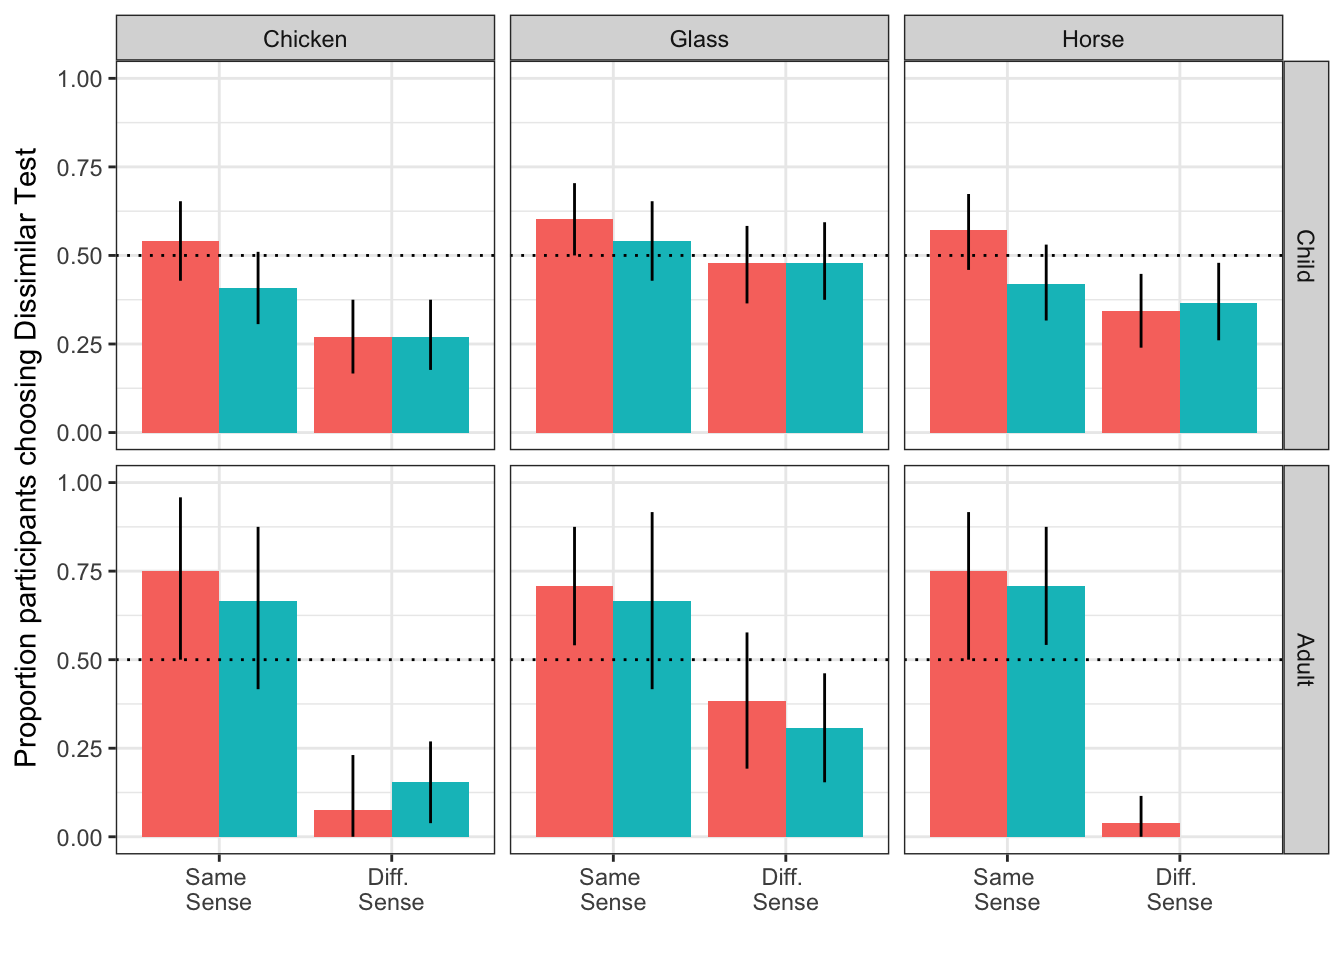 Chicken
Glass
Horse
Proportion participants choosing Dissimilar Test
1.00
0.75
0.50
0.25
0.00
Child
1.00
0.75
0.50
0.25
0.00
Adult
Same
Sense
Diff.
Sense
Same
Sense
Diff.
Sense
Same
Sense
Diff.
Sense